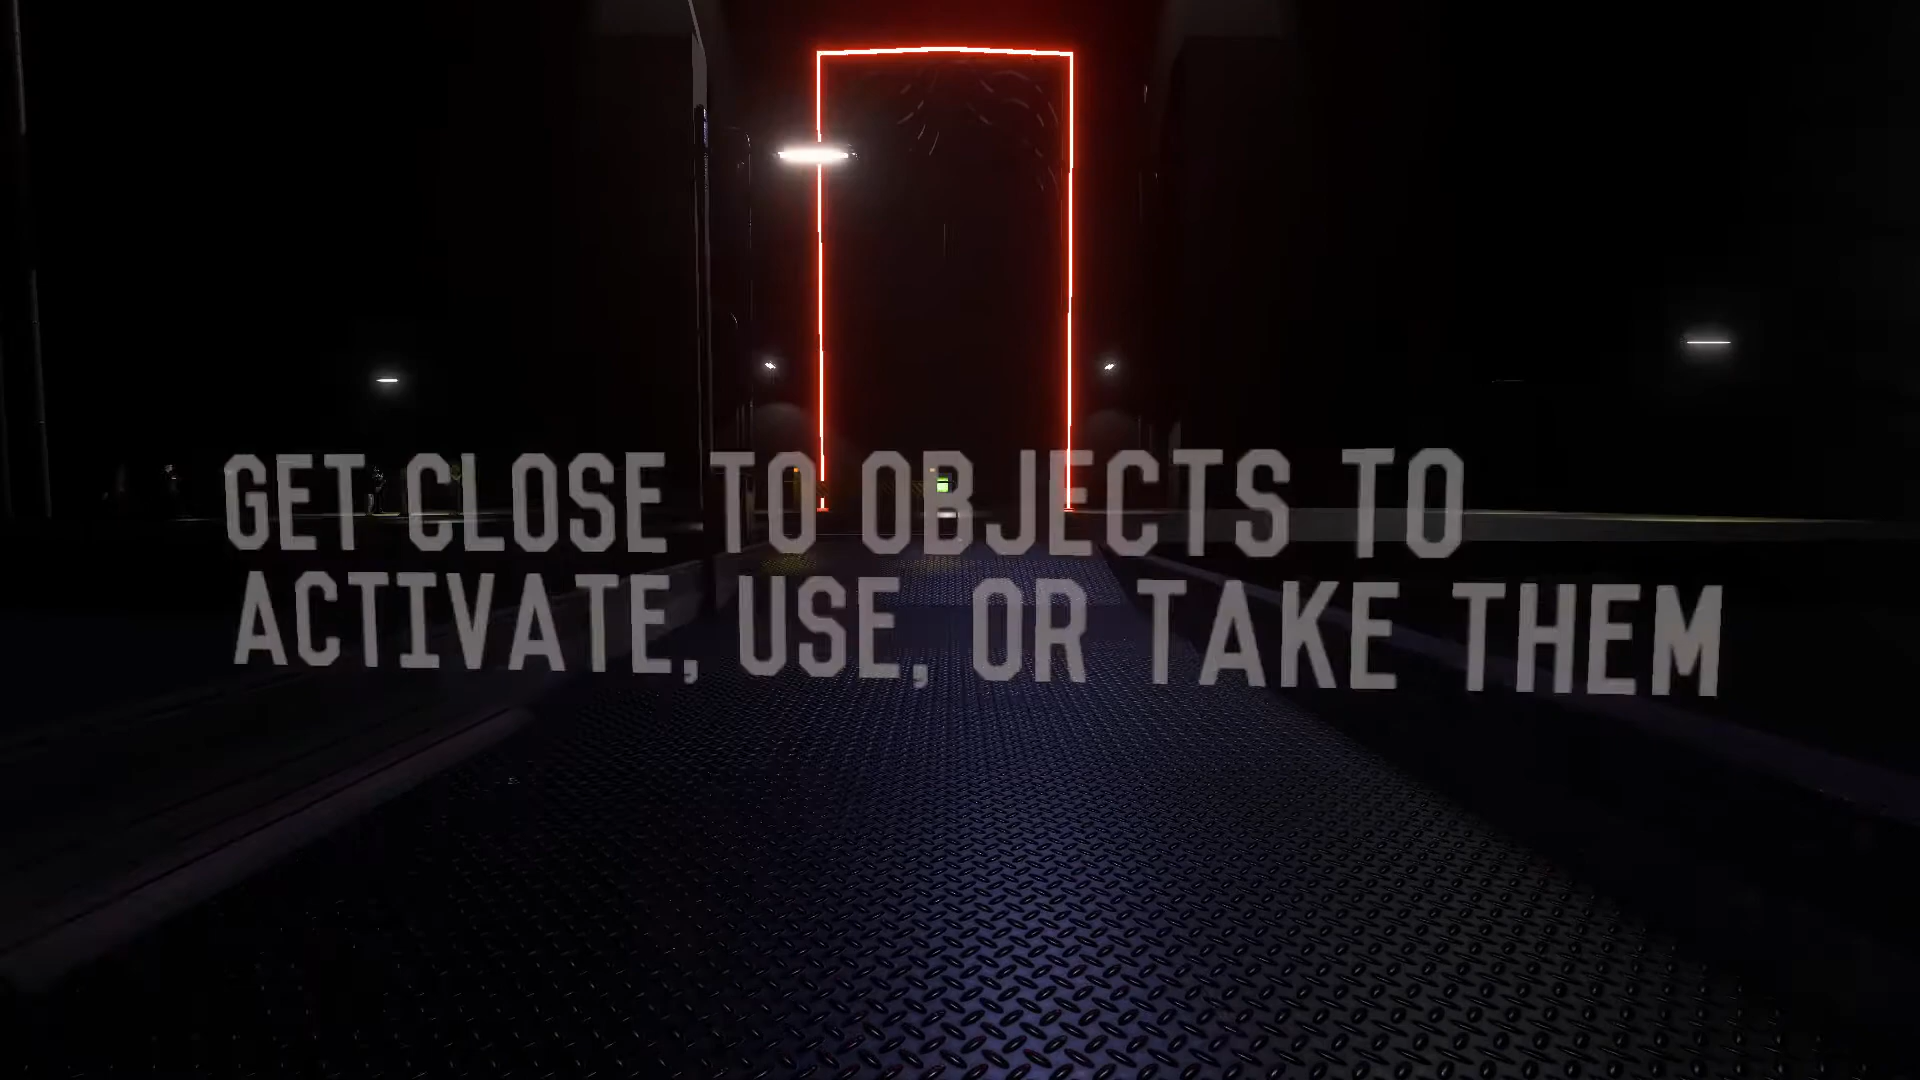 GET CLOSE TO OBJECTS TO
ACTIVATE, USE, OR TAKE THEM